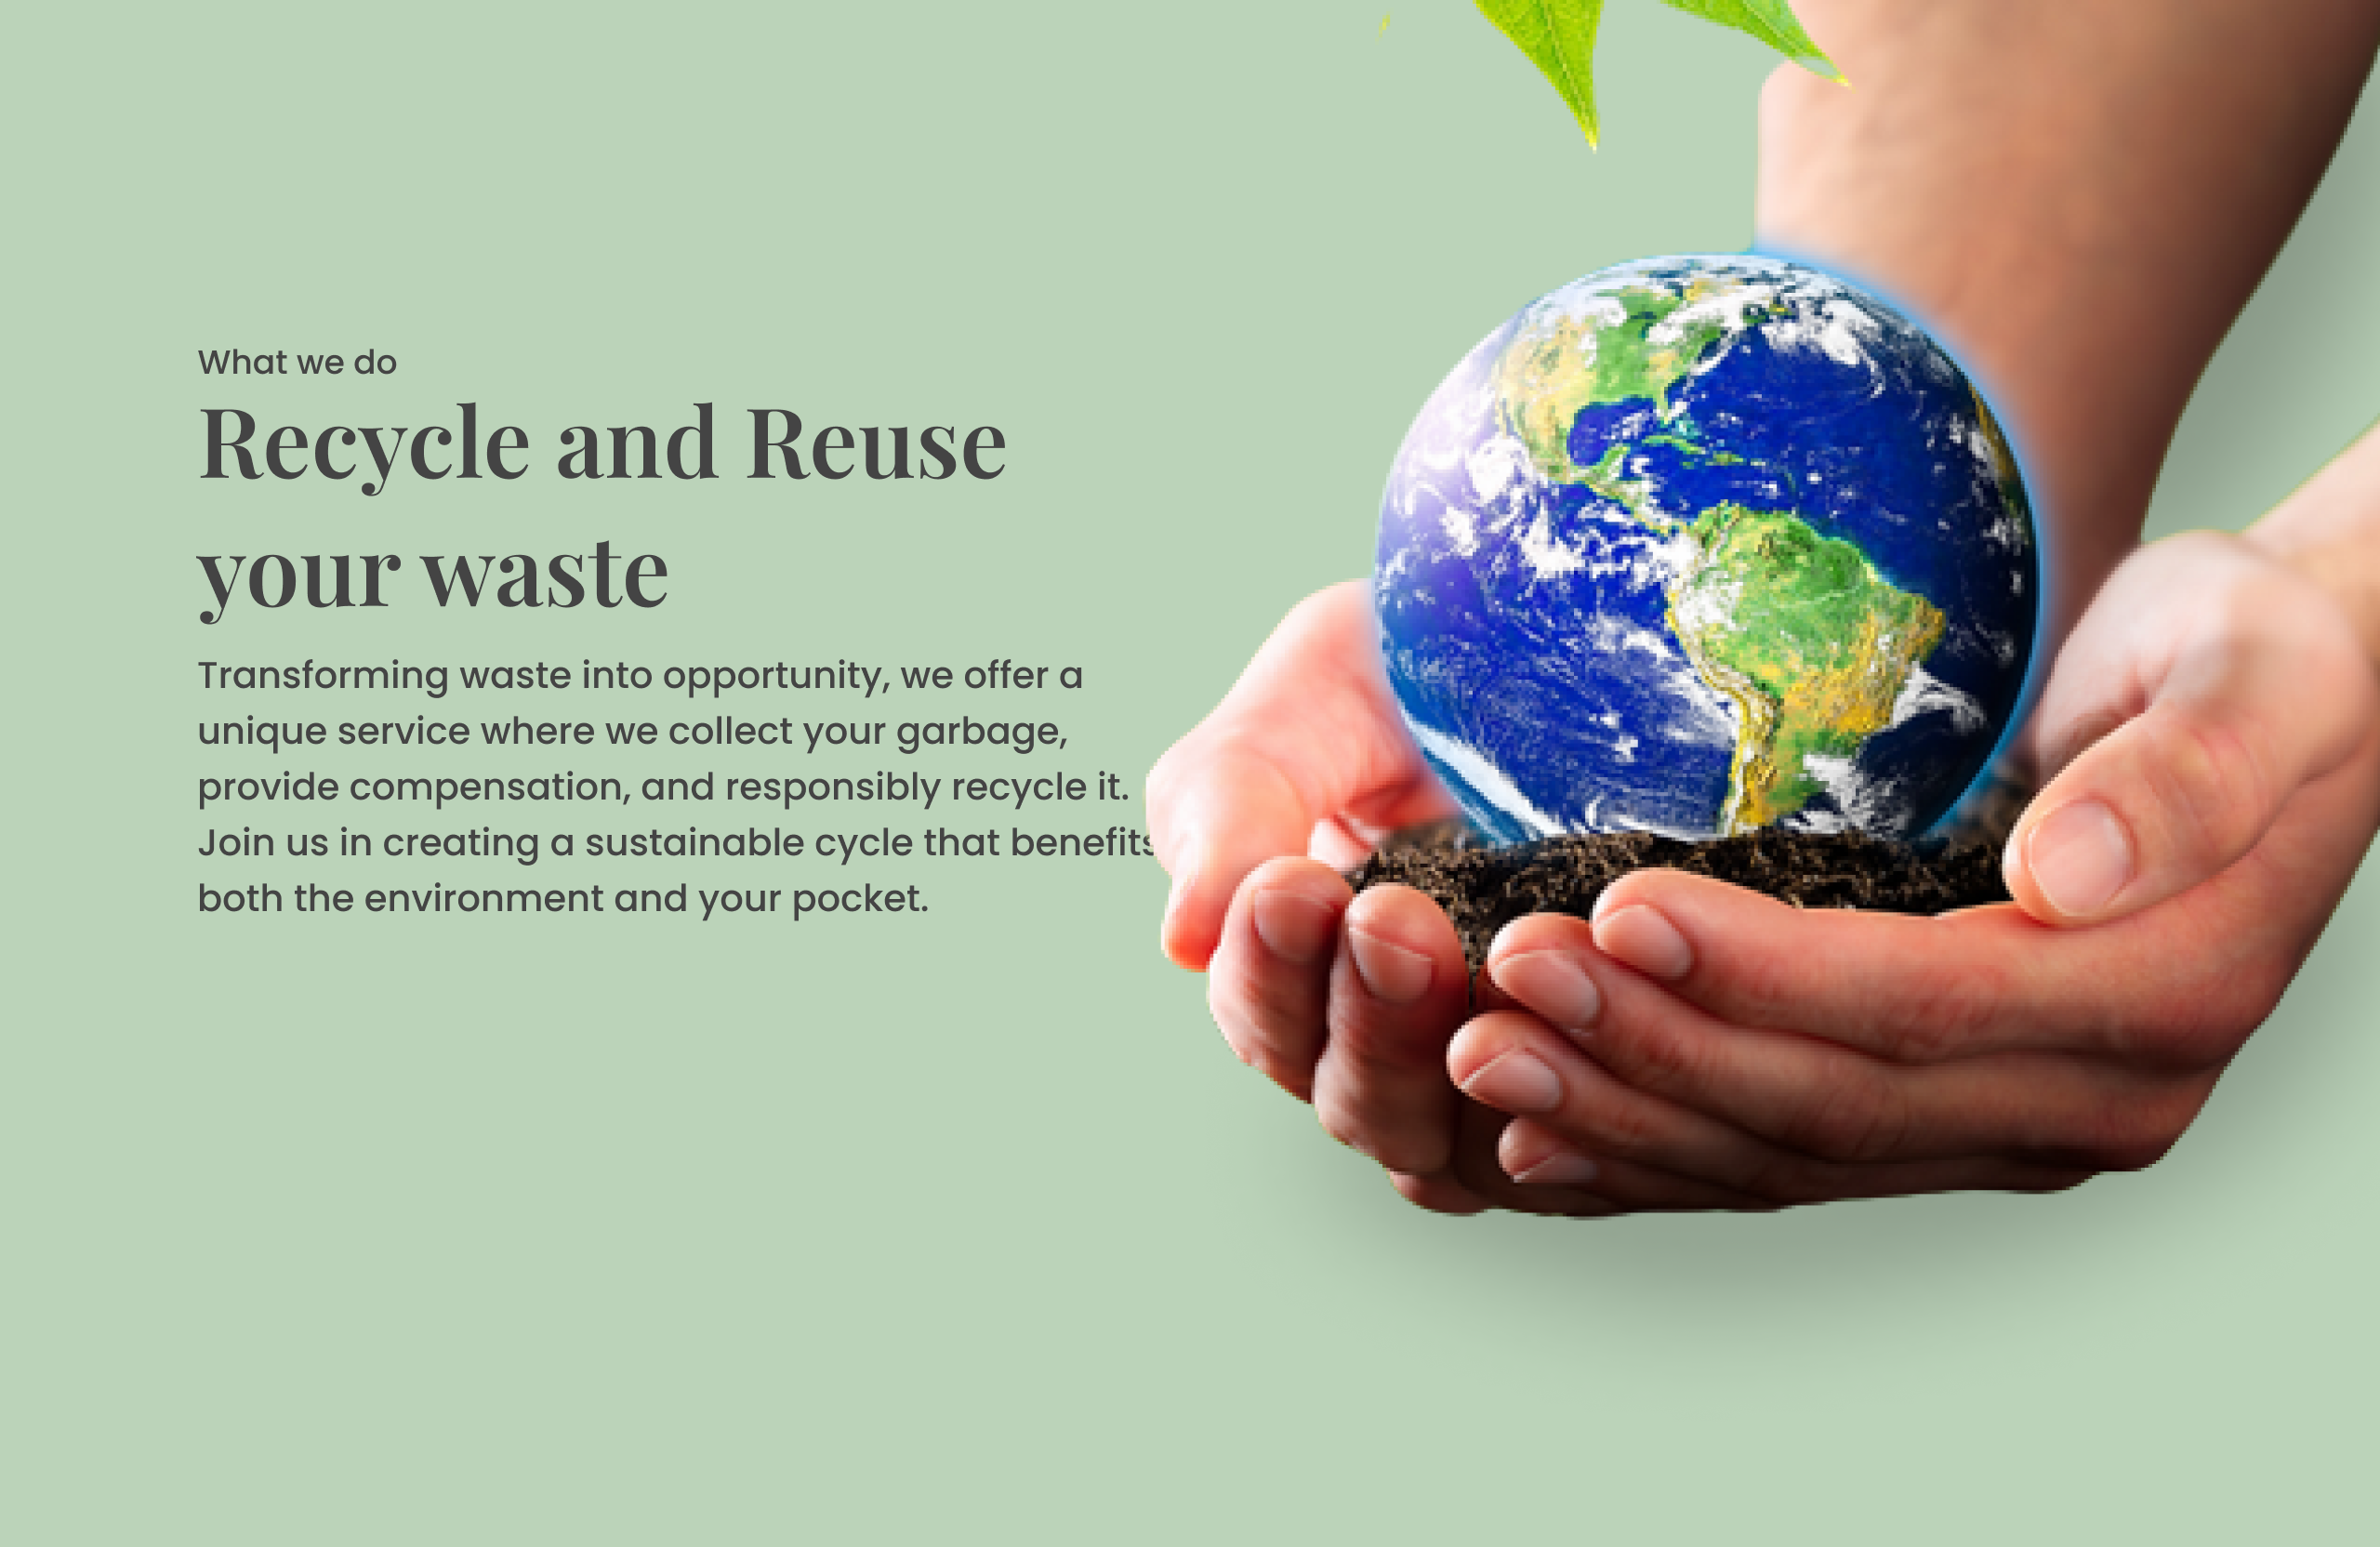 What we do
Recycle and Reuse
your waste
Transforming waste into opportunity, we offer a
unique service where we collect your garbage,
provide compensation, and responsibly recycle it.
Join us in creating a sustainable cycle that benefits
both the environment and your pocket.